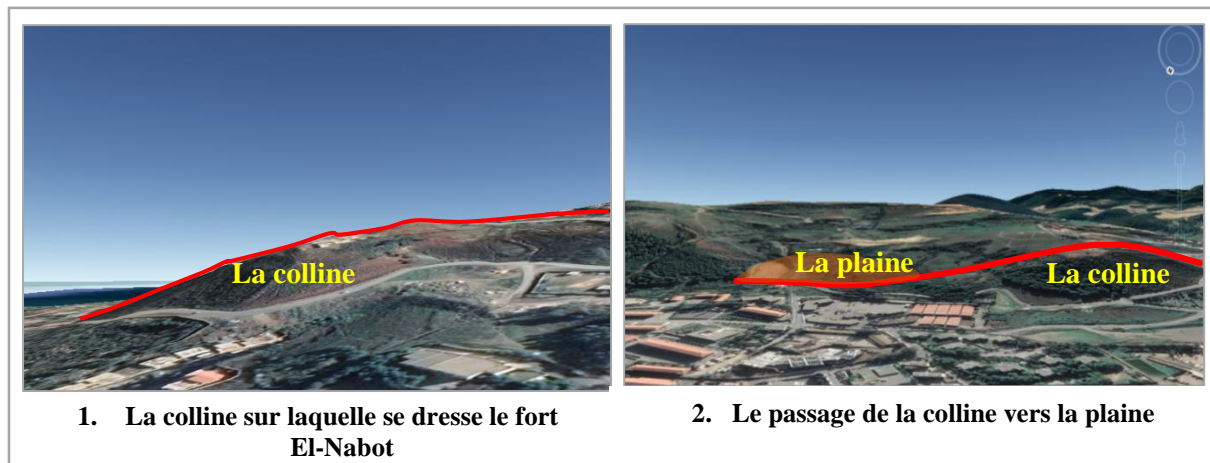 La colline
La plaine
La colline
1. La colline sur laquelle se dresse le fort
El-Nabot
2. Le passage de la colline vers la plaine